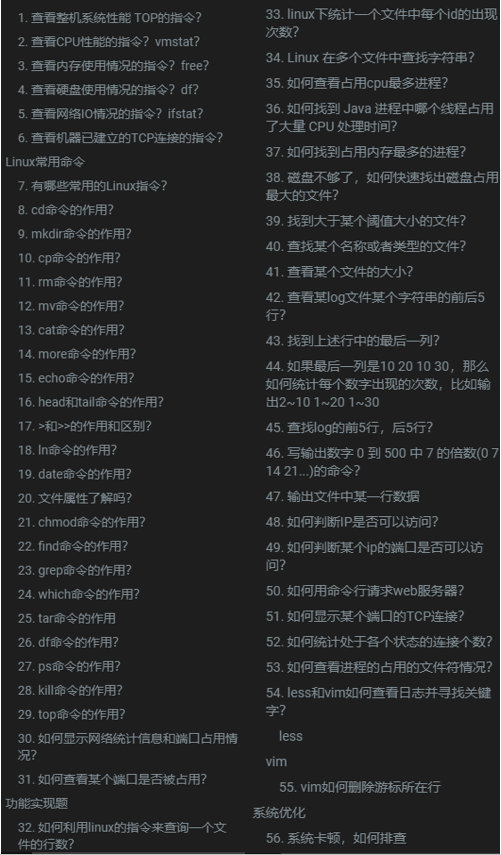 1. 查看整机系统性能 TOP的指令？
2. 查看CPU性能的指令？vmstat？
3. 查看内存使用情况的指令？free？
4. 查看硬盘使用情况的指令？df？
5. 查看网络IO情况的指令？ifstat？
6. 查看机器已建立的TCP连接的指令？
Linux常用命令
7. 有哪些常用的Linux指令？
8. cd命令的作用？
9. mkdir命令的作用？
10. cp命令的作用？
11. rm命令的作用？
12. mv命令的作用？
13. cat命令的作用？
14. more命令的作用？
15. echo命令的作用？
16. head和tail命令的作用？
17. >和>>的作用和区别？
18. ln命令的作用？
19. date命令的作用？
20. 文件属性了解吗？
21. chmod命令的作用？
22. find命令的作用？
23. grep命令的作用？
24. which命令的作用？
25. tar命令的作用
26. df命令的作用？
27. ps命令的作用？
28. kill命令的作用？
29. top命令的作用？
30. 如何显示网络统计信息和端口占用情
况？
31. 如何查看某个端口是否被占用？
功能实现题
32. 如何利用linux的指令来查询一个文
件的行数？
33. linux下统计一个文件中每个id的出现
次数？
34. Linux 在多个文件中查找字符串？
35. 如何查看占用cpu最多进程？
36. 如何找到 Java 进程中哪个线程占用
了大量 CPU 处理时间？
37. 如何找到占用内存最多的进程？
38. 磁盘不够了，如何快速找出磁盘占用
最大的文件？
39. 找到大于某个阈值大小的文件？
40. 查找某个名称或者类型的文件？
41. 查看某个文件的大小？
42. 查看某log文件某个字符串的前后5
行？
43. 找到上述行中的最后一列？
44. 如果最后一列是10 20 10 30，那么
如何统计每个数字出现的次数，比如输
出2~10 1~20 1~30
45. 查找log的前5行，后5行？
46. 写输出数字 0 到 500 中 7 的倍数(0 7
14 21...)的命令？
47. 输出文件中某一行数据
48. 如何判断IP是否可以访问？
49. 如何判断某个ip的端口是否可以访
问？
50. 如何用命令行请求web服务器？
51. 如何显示某个端口的TCP连接？
52. 如何统计处于各个状态的连接个数？
53. 如何查看进程的占用的文件符情况？
54. less和vim如何查看日志并寻找关键
字？
less
vim
55. vim如何删除游标所在行
系统优化
56. 系统卡顿，如何排查